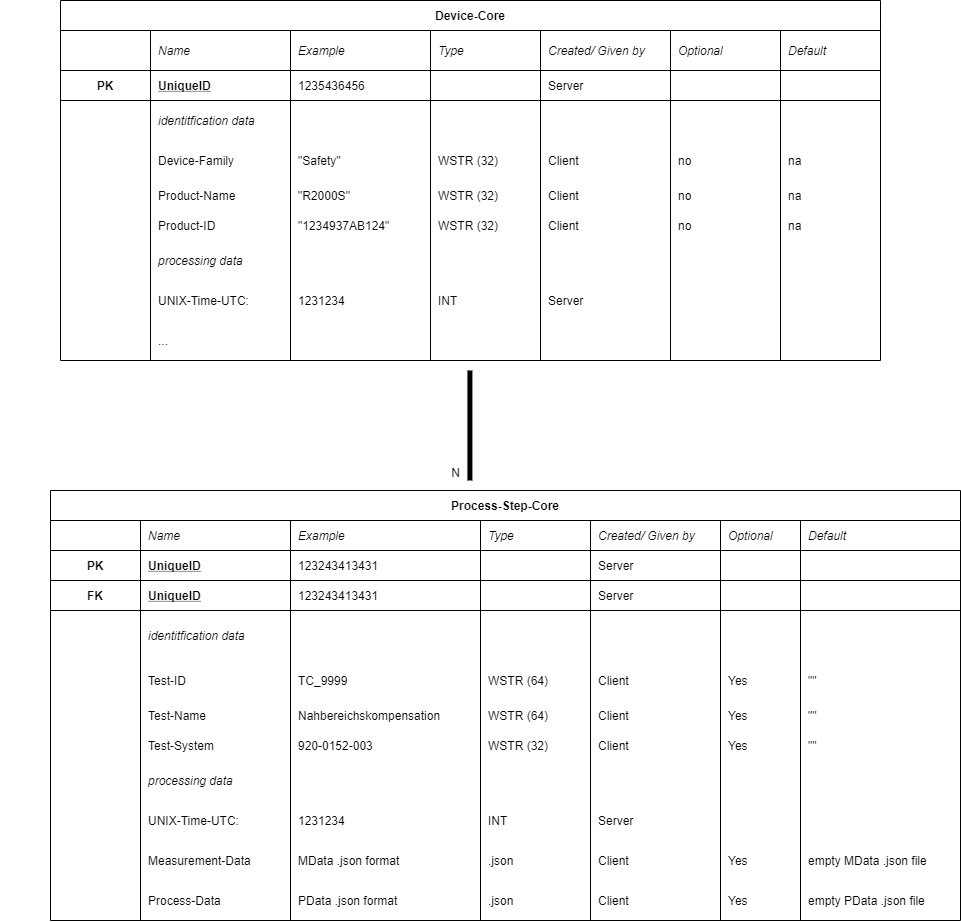 Device-Core
Name Example Type Created/ Given by Optional Default
PK UniqueID 1235436456 Server
identitfication data
Device-Family "Safety" WSTR (32) Client no na
Product-Name "R2000S" WSTR (32) Client no na
Product-ID "1234937AB124" WSTR (32) Client no na
processing data
UNIX-Time-UTC: 1231234 INT Server
...
N
Process-Step-Core
Name Example Type Created/ Given by Optional Default
PK UniqueID 123243413431 Server
FK UniqueID 123243413431 Server
identitfication data
Test-ID TC_9999 WSTR (64) Client Yes ""
Test-Name Nahbereichskompensation WSTR (64) Client Yes ""
Test-System 920-0152-003 WSTR (32) Client Yes ""
processing data
UNIX-Time-UTC: 1231234 INT Server
Measurement-Data MData .json format .json Client Yes empty MData .json file
Process-Data PData .json format .json Client Yes empty PData .json file